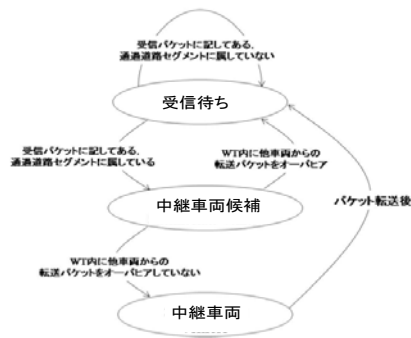 受信パケットに記してある、
通過道路セグメントに属していない
受信待ち
受信パケットに記してある、
通過道路セグメントに属している
WT内に他車両からの
転送パケットをオーバヒア
パケット転送後
中継車両候補
WT内に他車両からの
転送パケットをオーバヒアしていない
中継車両